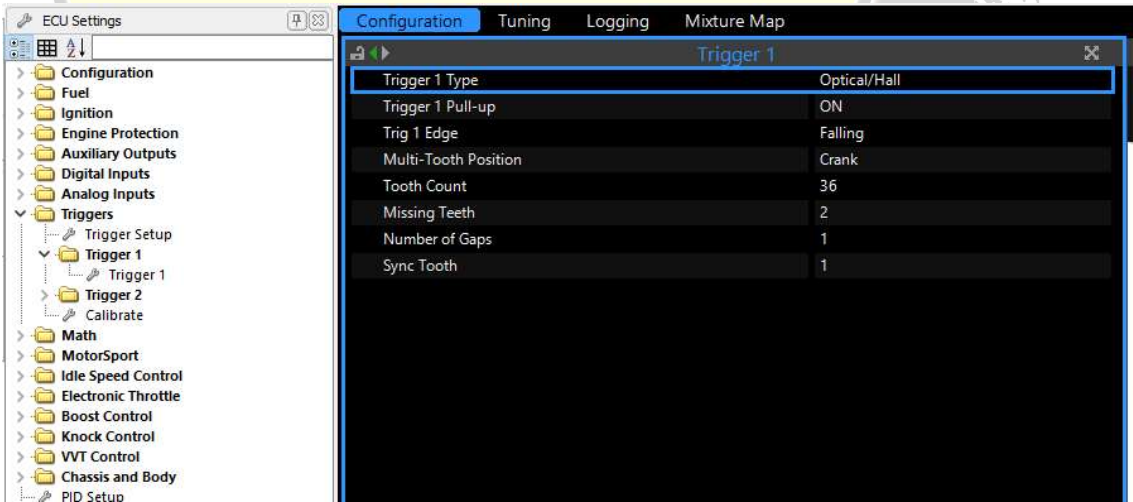 ECU Settings
Configuration
Fuel
Ignition
Engine Protection
Auxiliary Outputs
Digital Inputs
Analog Inputs
Triggers
Trigger Setup
Trigger 1
Trigger 1
Trigger 2
Calibrate
Math
MotorSport
Idle Speed Control
Electronic Throttle
Boost Control
Knock Control
VVT Control
Chassis and Body
PID Setup
Configuration Tuning Logging Mixture Map
Trigger 1
Trigger 1 Type Optical/Hall
Trigger 1 Pull-up ON
Trig 1 Edge Falling
Multi-Tooth Position Crank
Tooth Count 36
Missing Teeth 2
Number of Gaps 1
Sync Tooth 1